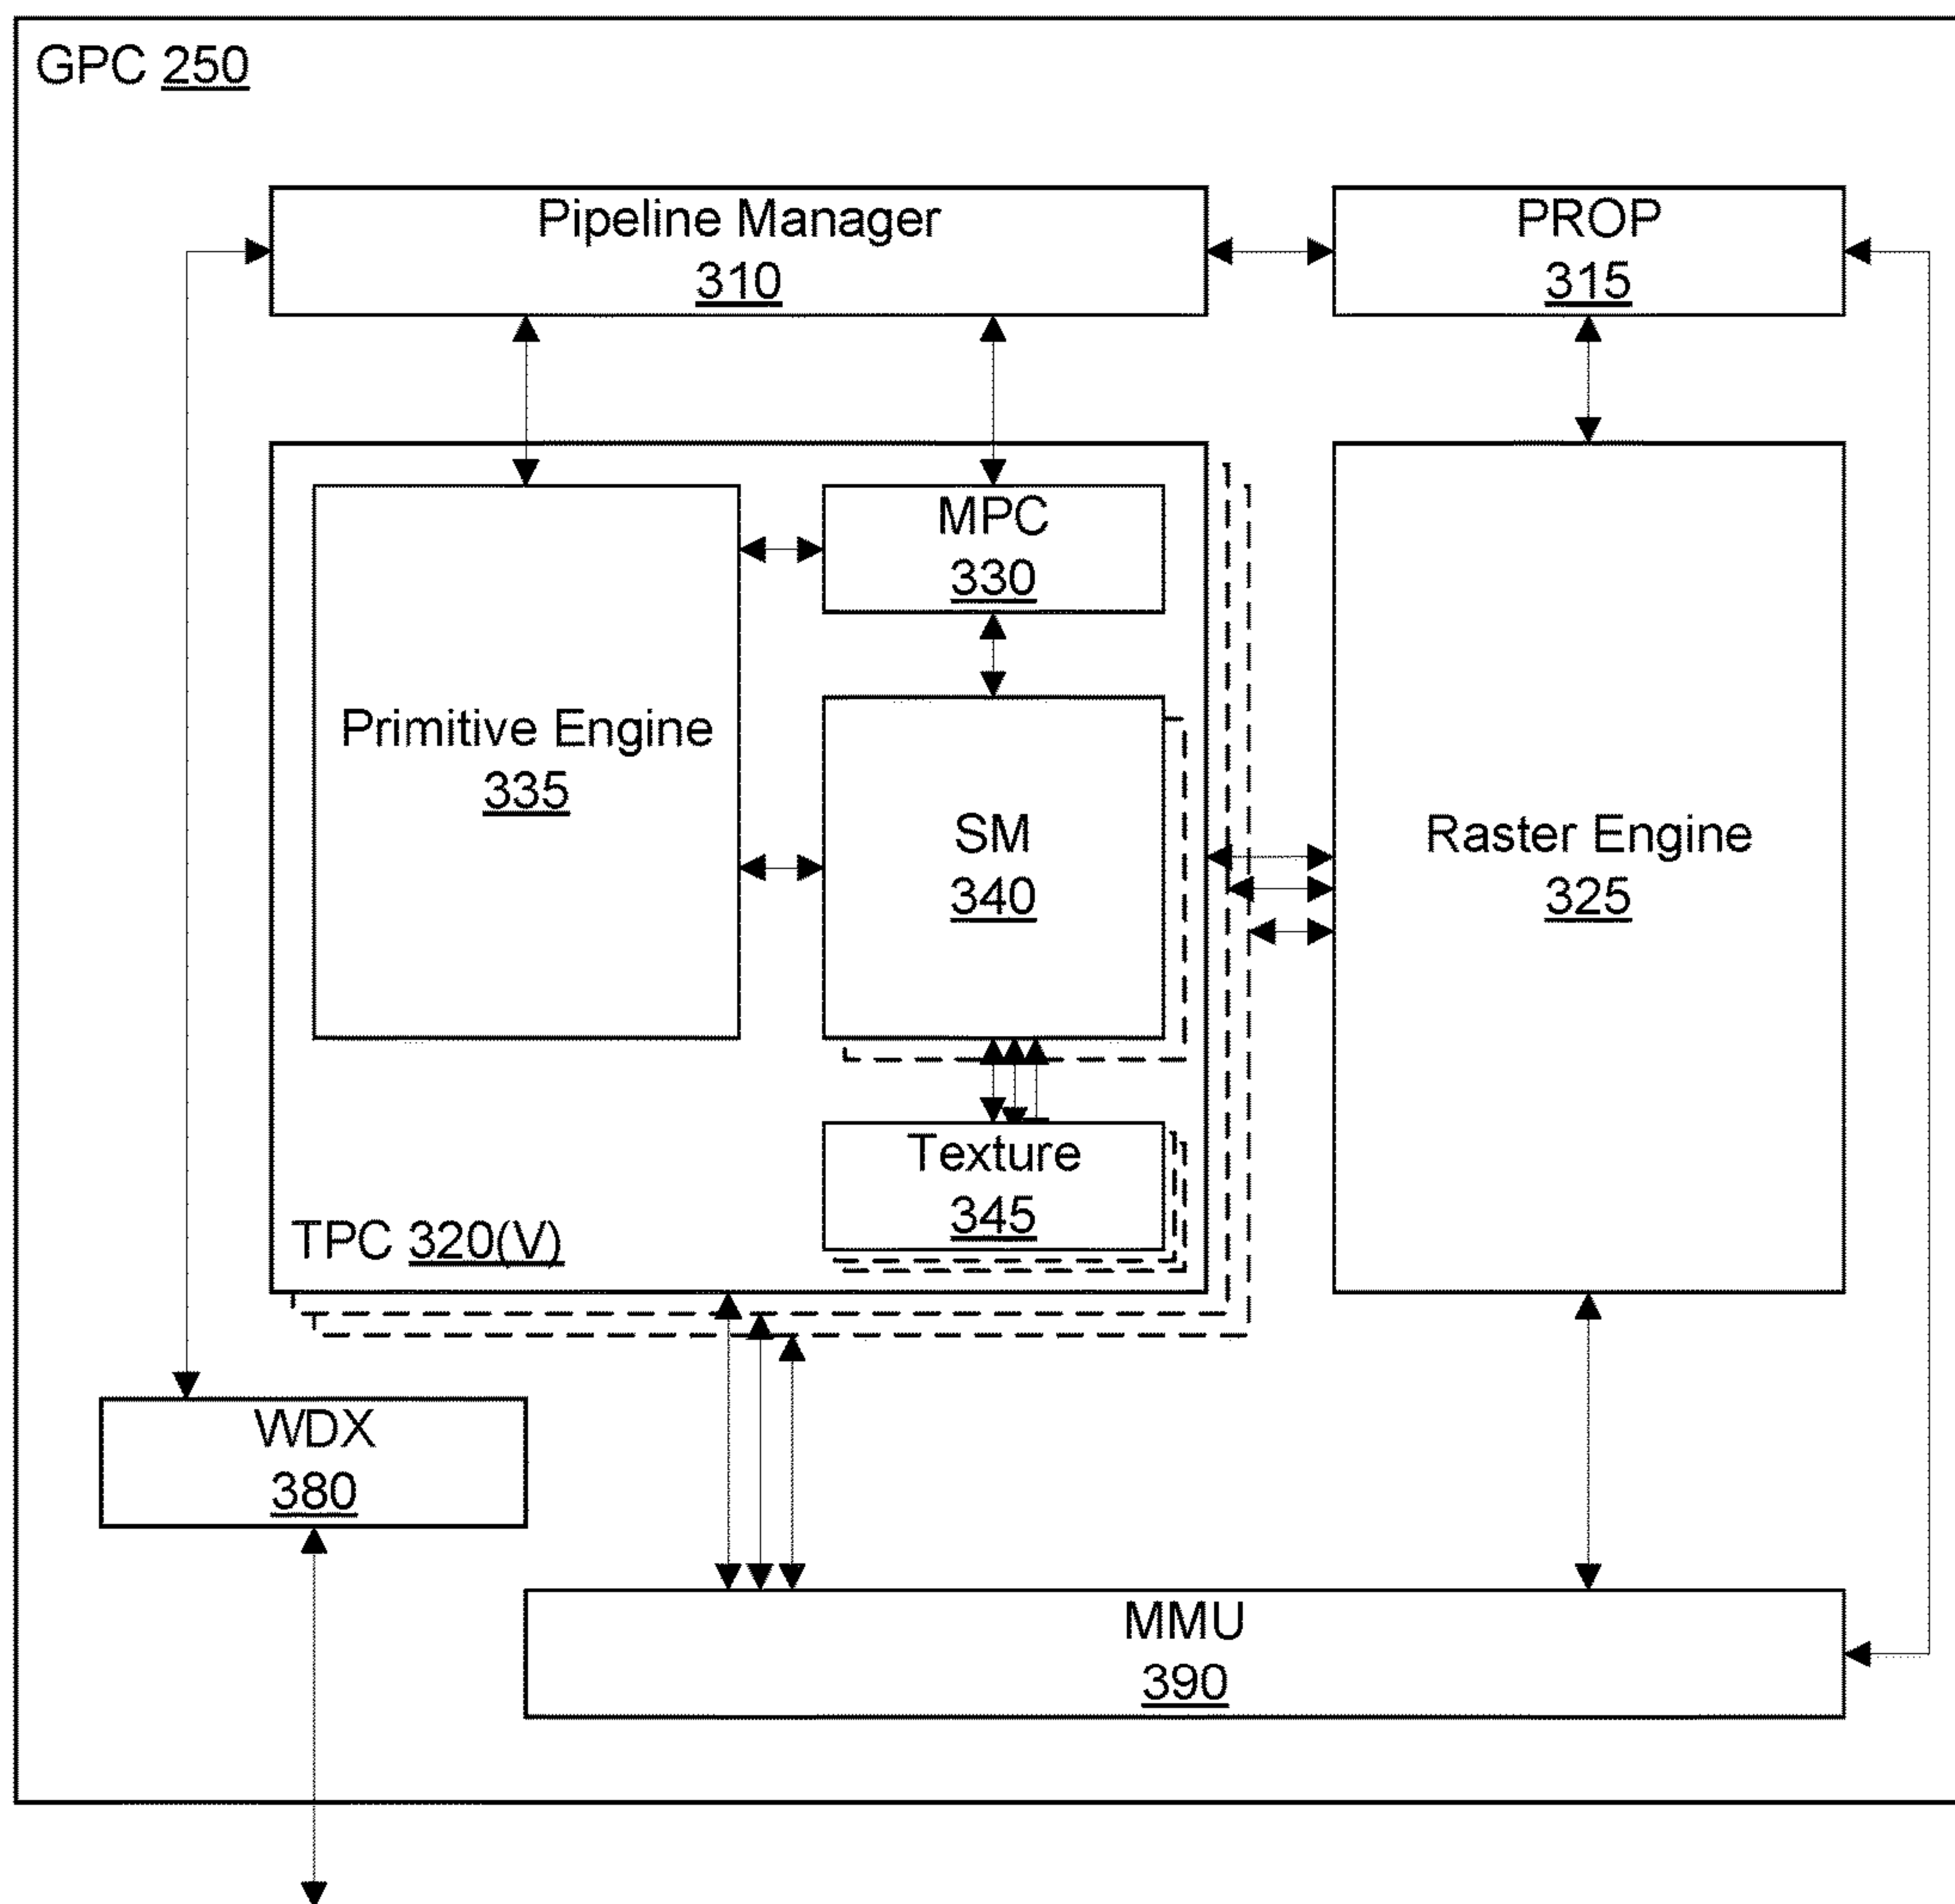 GPC 250
Pipeline Manager
310
PROP
315
MPC
330
Primitive Engine
335
SM
340
Raster Engine
325
Texture
345
TPC 320(V)
WDX
380
MMU
390